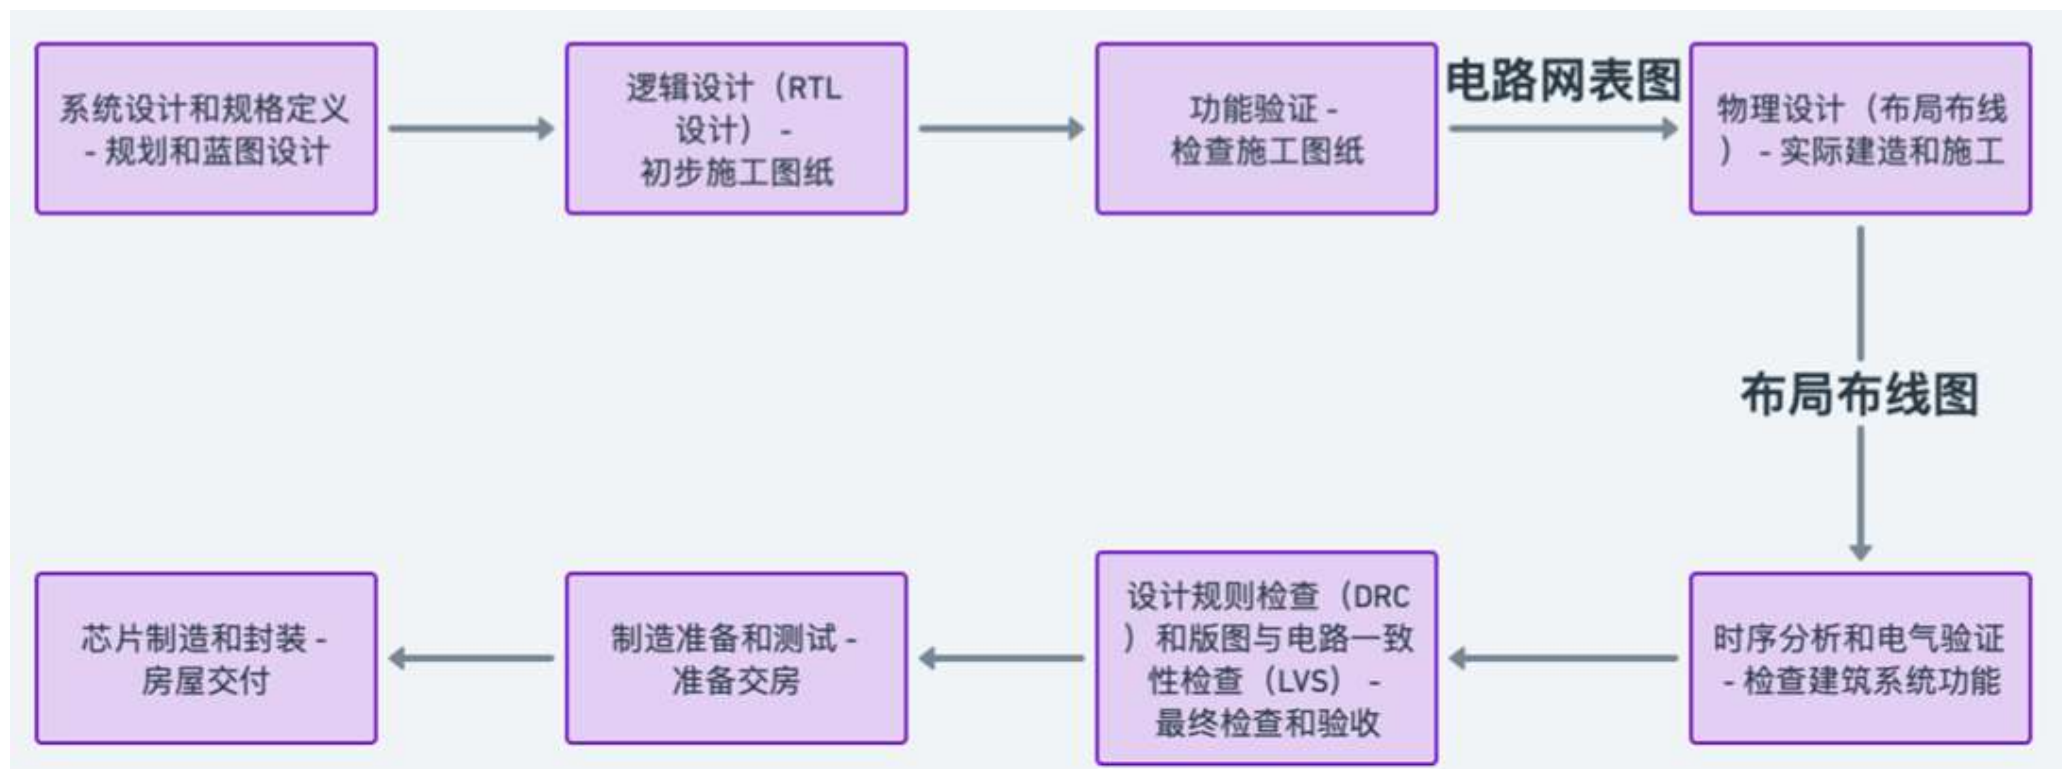 系统设计和规格定义
- 规划和蓝图设计
逻辑设计（RTL
设计） -
初步施工图纸
功能验证 -
检查施工图纸
电路网表图
物理设计（布局布线
） - 实际建造和施工
布局布线图
时序分析和电气验证
- 检查建筑系统功能
设计规则检查（DRC
）和版图与电路一致
性检查（LVS） -
最终检查和验收
制造准备和测试 -
准备交房
芯片制造和封装 -
房屋交付